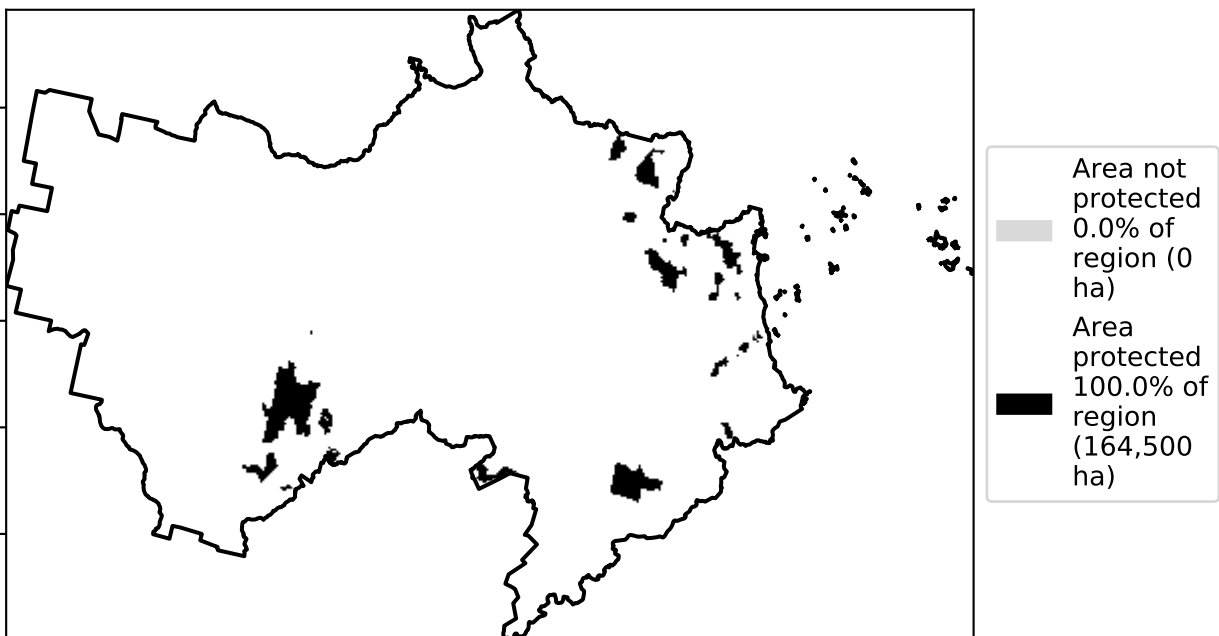 Area not
protected
0.0% of
region (0
ha)
Area
protected
100.0% of
region
(164,500
ha)